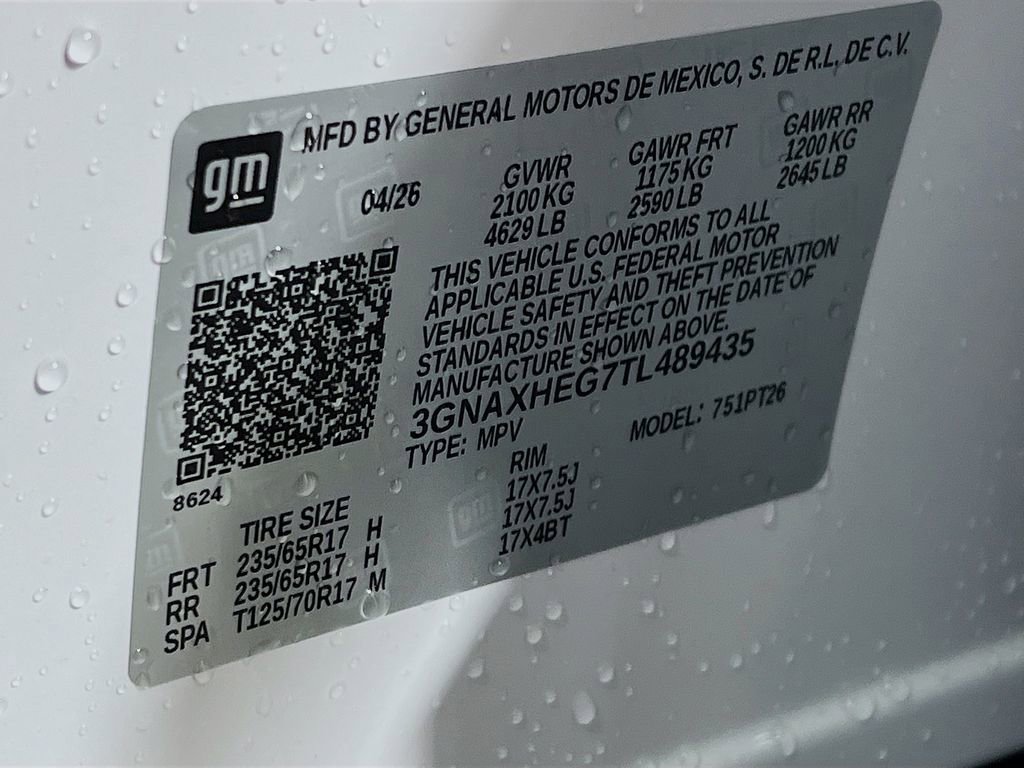 gm
MFD BY GENERAL MOTORS DE MEXICO, S. DE R.L. DE C.V.
04/26
GVWR
2100 KG
4629 LB
GAWR FRT
1175 KG
2590 LB
GAWR RR
1200 KG
2645 LB
THIS VEHICLE CONFORMS TO ALL
APPLICABLE U.S. FEDERAL MOTOR
VEHICLE SAFETY AND THEFT PREVENTION
STANDARDS IN EFFECT ON THE DATE OF
MANUFACTURE SHOWN ABOVE.
3GNAXHEG7TL489435
TYPE: MPV MODEL: 751PT26
8624
TIRE SIZE RIM
FRT 235/65R17 H 17X7.5J
RR 235/65R17 H 17X7.5J
SPA T125/70R17 M 17X4BT